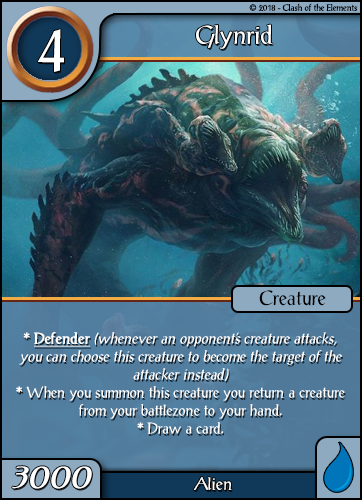 © 2018 - Clash of the Elements
4
Glynrid
Creature
* Defender (whenever an opponent's creature attacks,
you can choose this creature to become the target of the
attacker instead)
* When you summon this creature you return a creature
from your battlezone to your hand.
* Draw a card.
3000
Alien